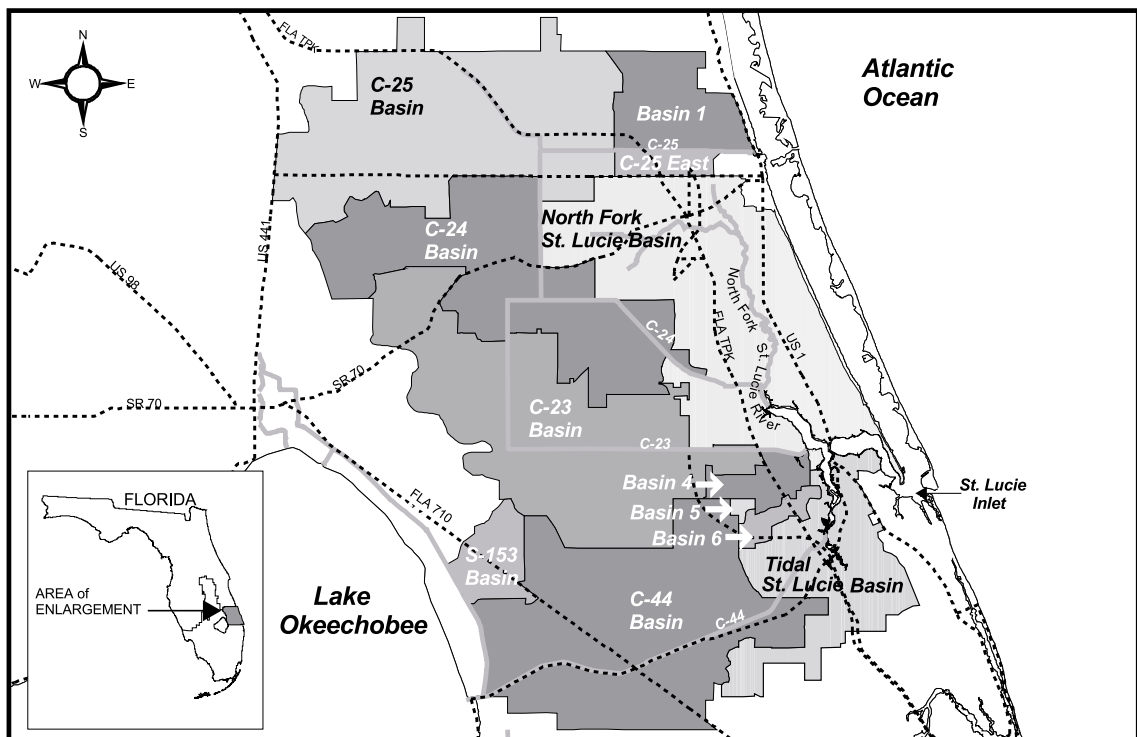 N
W
E
S
FLA TPK
C-25
Basin
Basin 1
C-25
C-25 East
Atlantic
Ocean
US 441
C-24
Basin
North Fork
St. Lucie Basin
US 98
North Fork
St. Lucie River
FLA TPK
US 1
C-24
SR 70
SR 70
C-23
Basin
C-23
Basin 4
Basin 5
Basin 6
St. Lucie
Inlet
FLA 710
S-153
Basin
Tidal
St. Lucie Basin
C-44
Basin
C-44
Lake
Okeechobee
FLORIDA
AREA of
ENLARGEMENT